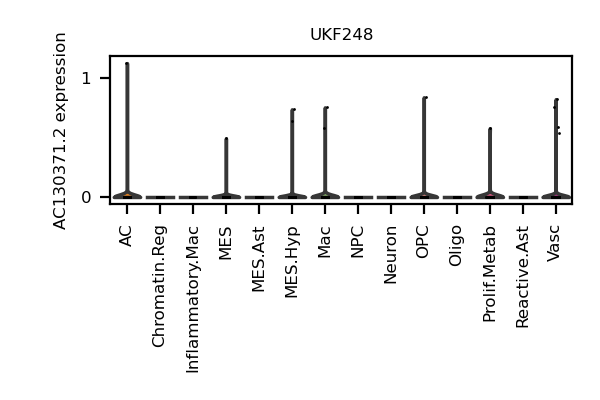 UKF248
AC130371.2 expression
1
0
AC
Chromatin.Reg
Inflammatory.Mac
MES
MES.Ast
MES.Hyp
Mac
NPC
Neuron
OPC
Oligo
Prolif.Metab
Reactive.Ast
Vasc